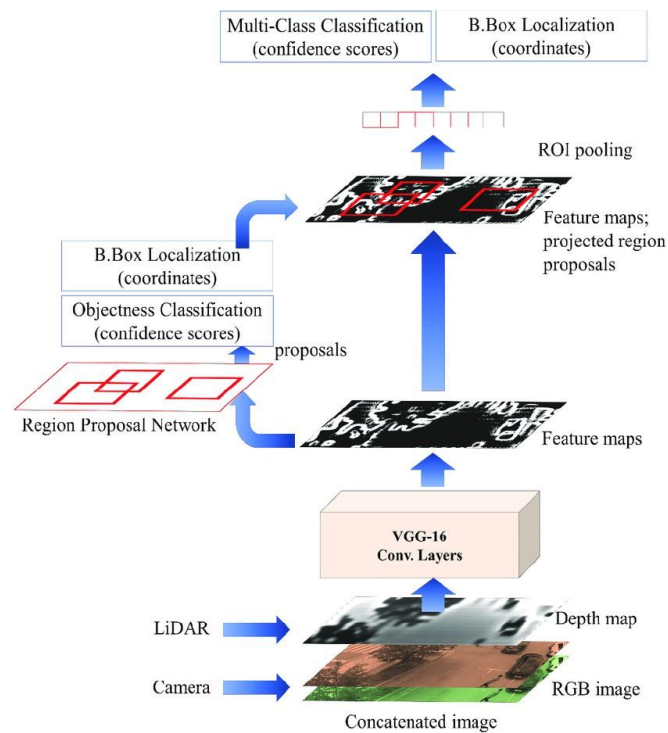 Multi-Class Classification
(confidence scores)
B.Box Localization
(coordinates)
ROI pooling
Feature maps;
projected region
proposals
B.Box Localization
(coordinates)
Objectness Classification
(confidence scores)
proposals
Region Proposal Network
Feature maps
VGG-16
Conv. Layers
LiDAR
Depth map
Camera
RGB image
Concatenated image